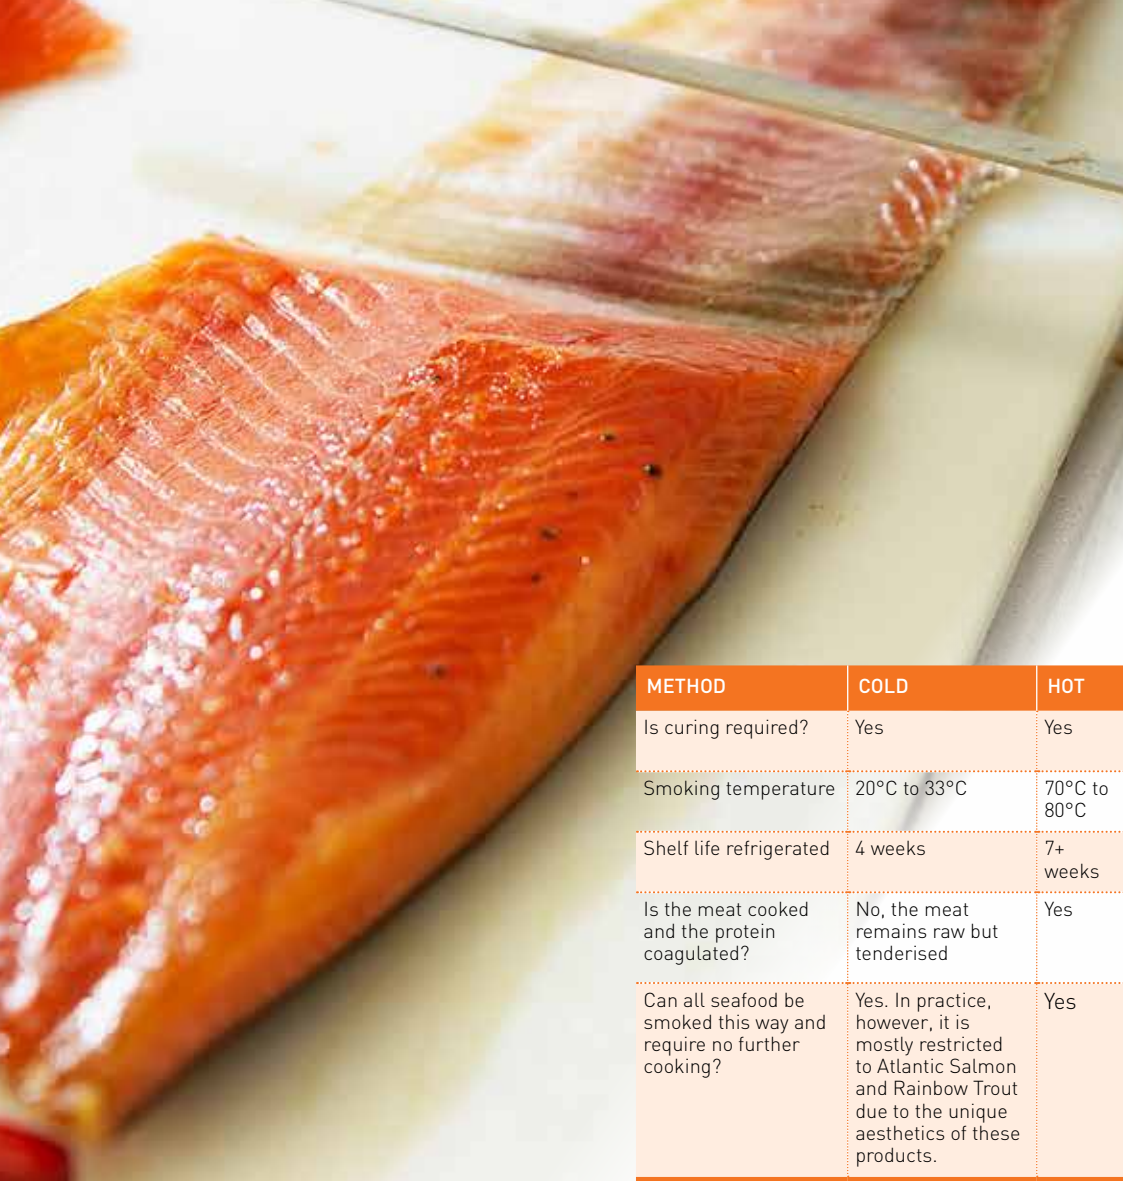 METHOD COLD HOT
Is curing required? Yes Yes
Smoking temperature 20°C to 33°C 70°C to
80°C
Shelf life refrigerated 4 weeks 7+
weeks
Is the meat cooked
and the protein
coagulated?
No, the meat
remains raw but
tenderised
Yes
Can all seafood be
smoked this way and
require no further
cooking?
Yes. In practice,
however, it is
mostly restricted
to Atlantic Salmon
and Rainbow Trout
due to the unique
aesthetics of these
products.
Yes